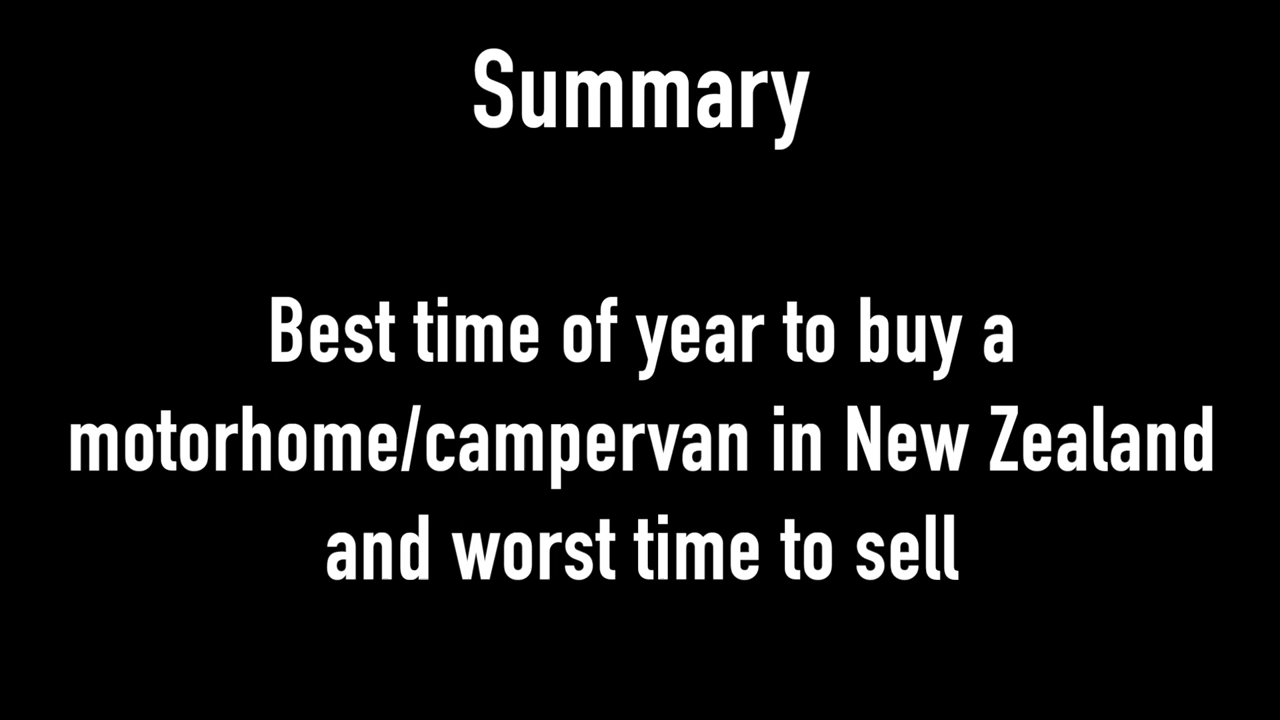 Summary
Best time of year to buy a
motorhome/campervan in New Zealand
and worst time to sell